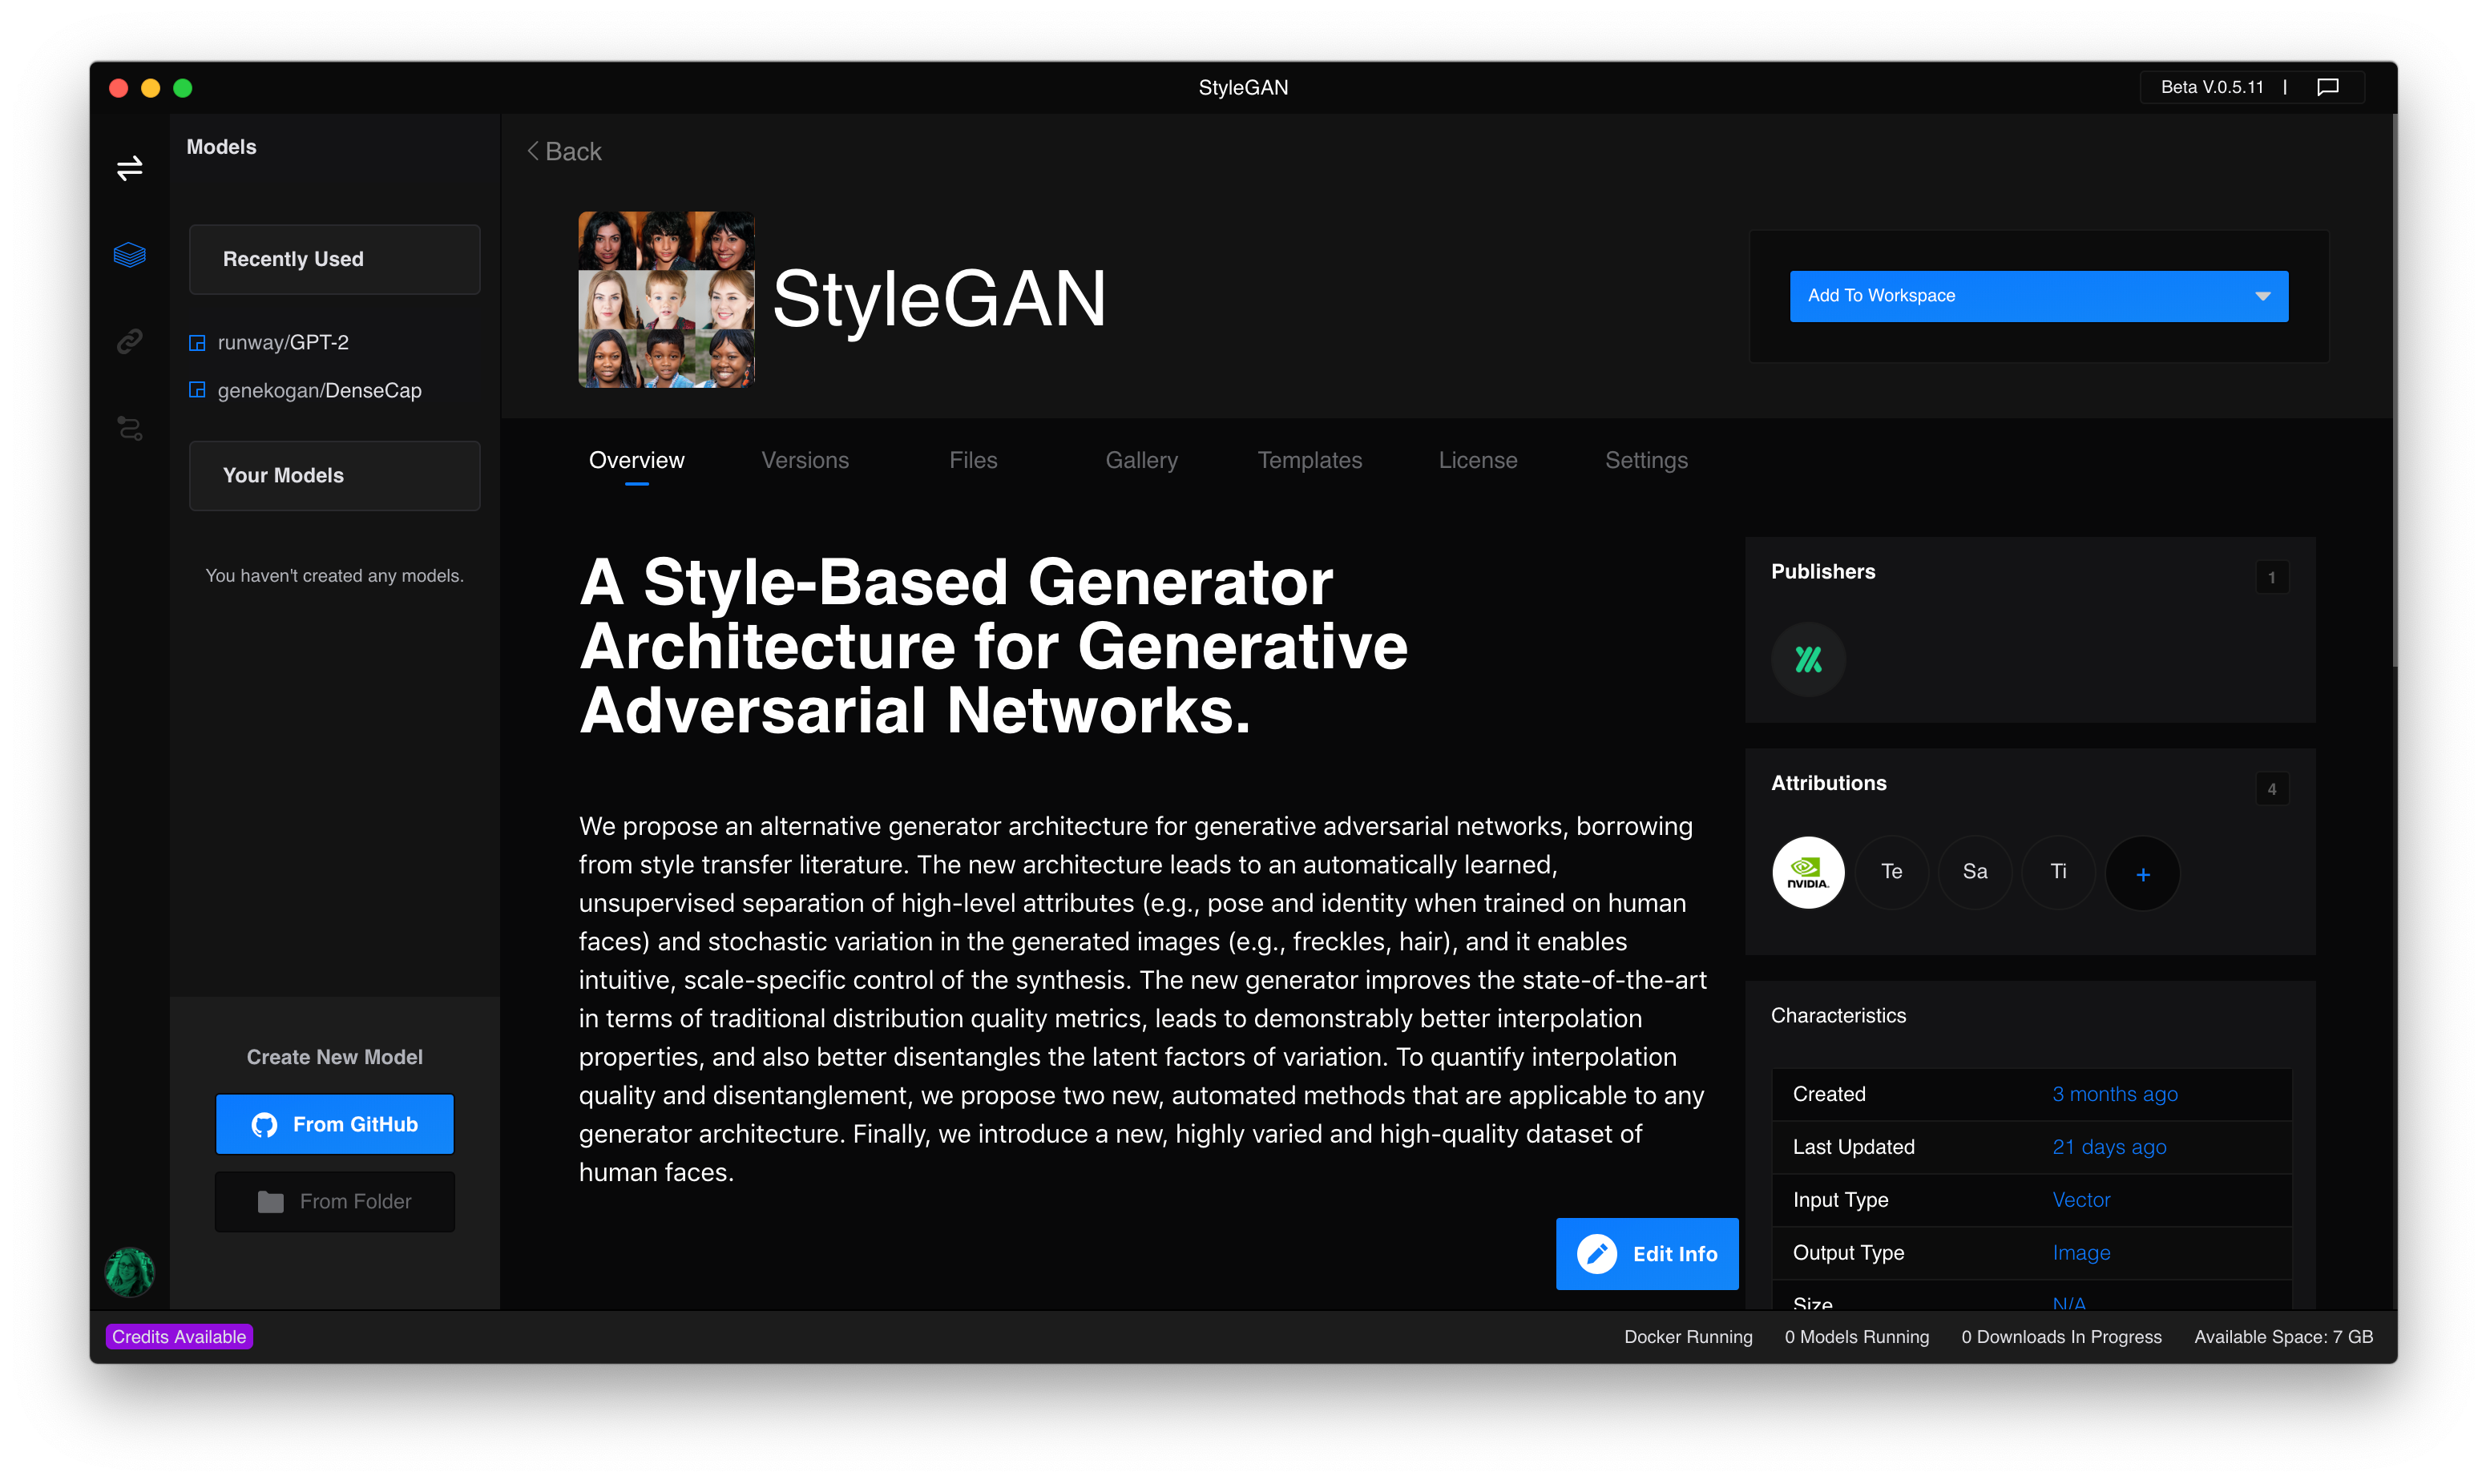 StyleGAN
Beta V.0.5.11 |
Models
Recently Used
runway/GPT-2
genekogan/DenseCap
Your Models
You haven't created any models.
Create New Model
From GitHub
From Folder
Back
StyleGAN
Add To Workspace
Overview Versions Files Gallery Templates License Settings
A Style-Based Generator
Architecture for Generative
Adversarial Networks.
We propose an alternative generator architecture for generative adversarial networks, borrowing
from style transfer literature. The new architecture leads to an automatically learned,
unsupervised separation of high-level attributes (e.g., pose and identity when trained on human
faces) and stochastic variation in the generated images (e.g., freckles, hair), and it enables
intuitive, scale-specific control of the synthesis. The new generator improves the state-of-the-art
in terms of traditional distribution quality metrics, leads to demonstrably better interpolation
properties, and also better disentangles the latent factors of variation. To quantify interpolation
quality and disentanglement, we propose two new, automated methods that are applicable to any
generator architecture. Finally, we introduce a new, highly varied and high-quality dataset of
human faces.
Edit Info
Publishers 1
Attributions 4
NVIDIA. Te Sa Ti +
Characteristics
Created 3 months ago
Last Updated 21 days ago
Input Type Vector
Output Type Image
Size N/A
Credits Available
Docker Running 0 Models Running 0 Downloads In Progress Available Space: 7 GB